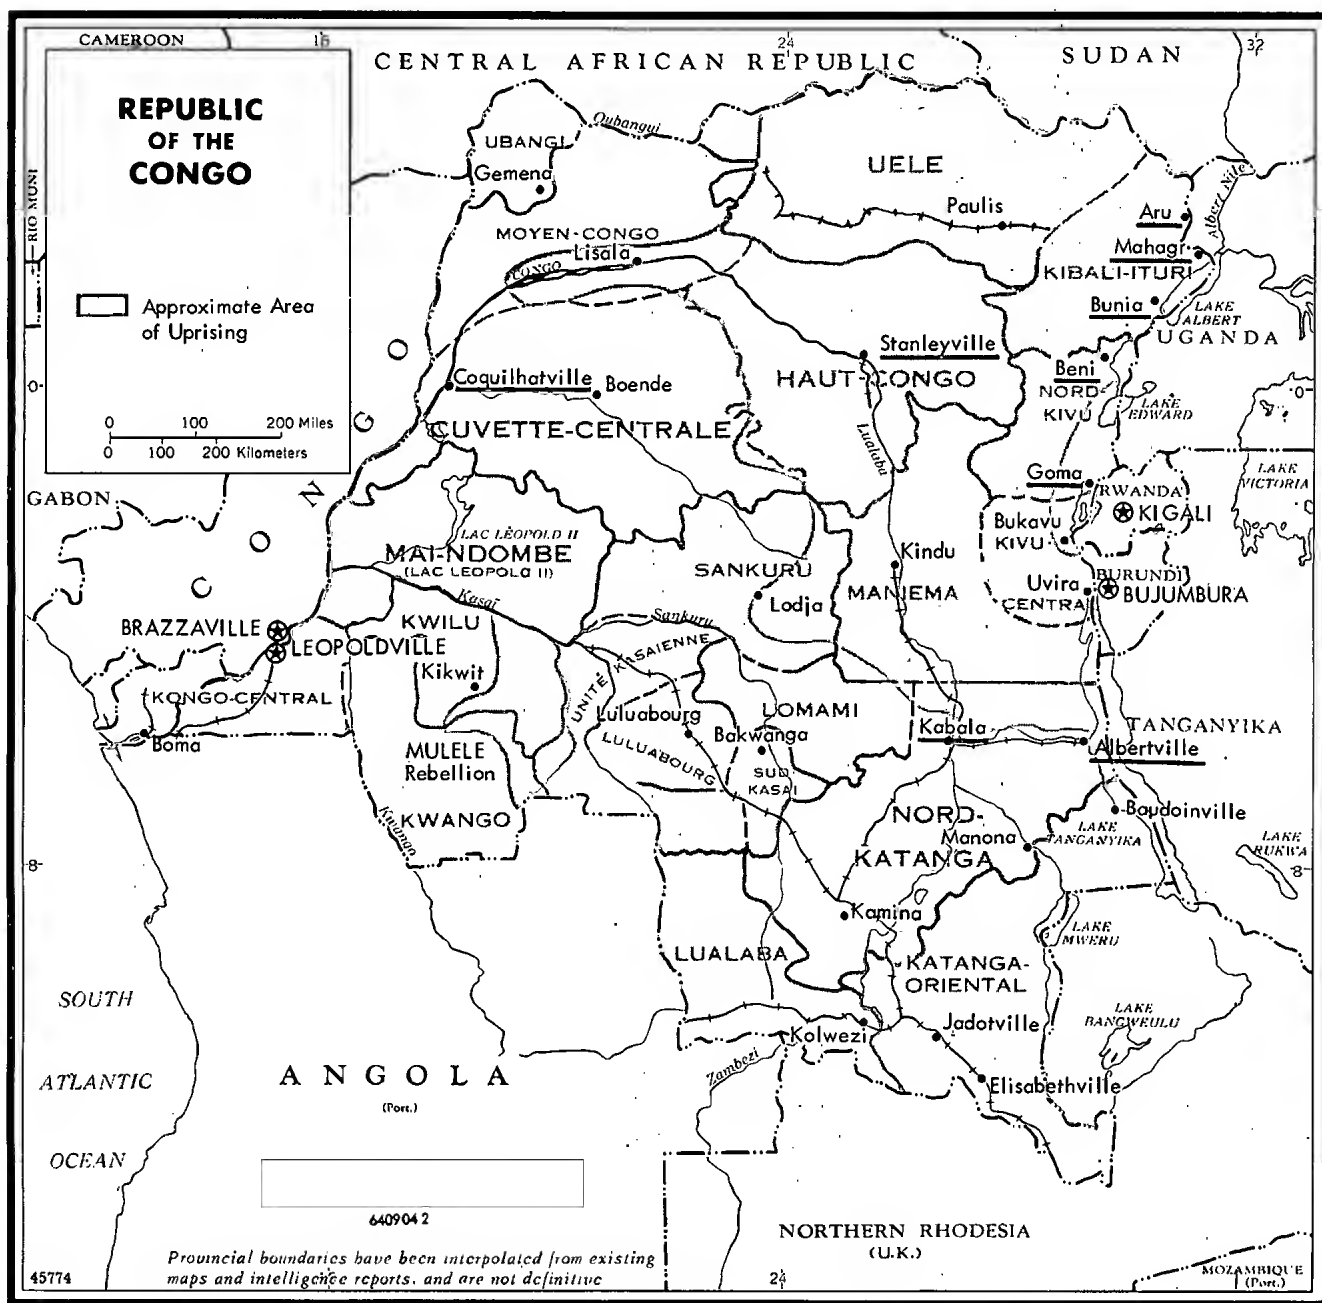 CAMEROON
16
24
32
CENTRAL AFRICAN REPUBLIC
SUDAN
REPUBLIC
OF THE
CONGO
RIO MUNI
Approximate Area
of Uprising
0 100 200 Miles
0 100 200 Kilometers
Oubangui
UBANGI
Gemena
UELE
Paulis
Aru
Albert Nile
MOYEN-CONGO
Lisala
CONGO
Mahagi
KIBALI-ITURI
Bunia
LAKE
ALBERT
UGANDA
Stanleyville
HAUT-CONGO
Beni
NORD-
KIVU
LAKE
EDWARD
0
0
Coquilhatville
Boende
CUVETTE-CENTRALE
Lualaba
CONGO
GABON
Goma
RWANDA
KIGALI
LAKE
VICTORIA
Bukavu
KIVU
LAC LÉOPOLD II
MAI-NDOMBE
(LAC LEOPOLD II)
SANKURU
Lodja
Kindu
MANIEMA
Uvira
CENTRAL
BURUNDI
BUJUMBURA
Kasai
Sankuru
BRAZZAVILLE
LEOPOLDVILLE
KWILU
Kikwit
UNITÉ KASAIENNE
KONGO-CENTRAL
Boma
Luluabourg
LULUABOURG
Bakwanga
LOMAMI
SUD
KASAI
Kabala
TANGANYIKA
Albertville
MULELE
Rebellion
KWANGO
Kwango
NORD-
KATANGA
Manona
Baudoinville
LAKE
TANGANYIKA
LAKE
RUKWA
8
8
Kamina
LUALABA
LAKE
MWERU
KATANGA-
ORIENTAL
SOUTH
ATLANTIC
OCEAN
Kolwezi
Jadotville
LAKE
BANGWEULU
Zambezi
Elisabethville
ANGOLA
(Port.)
640904 2
NORTHERN RHODESIA
(U.K.)
MOZAMBIQUE
(Port.)
Provincial boundaries have been interpolated from existing
maps and intelligence reports, and are not definitive
45774
16
24